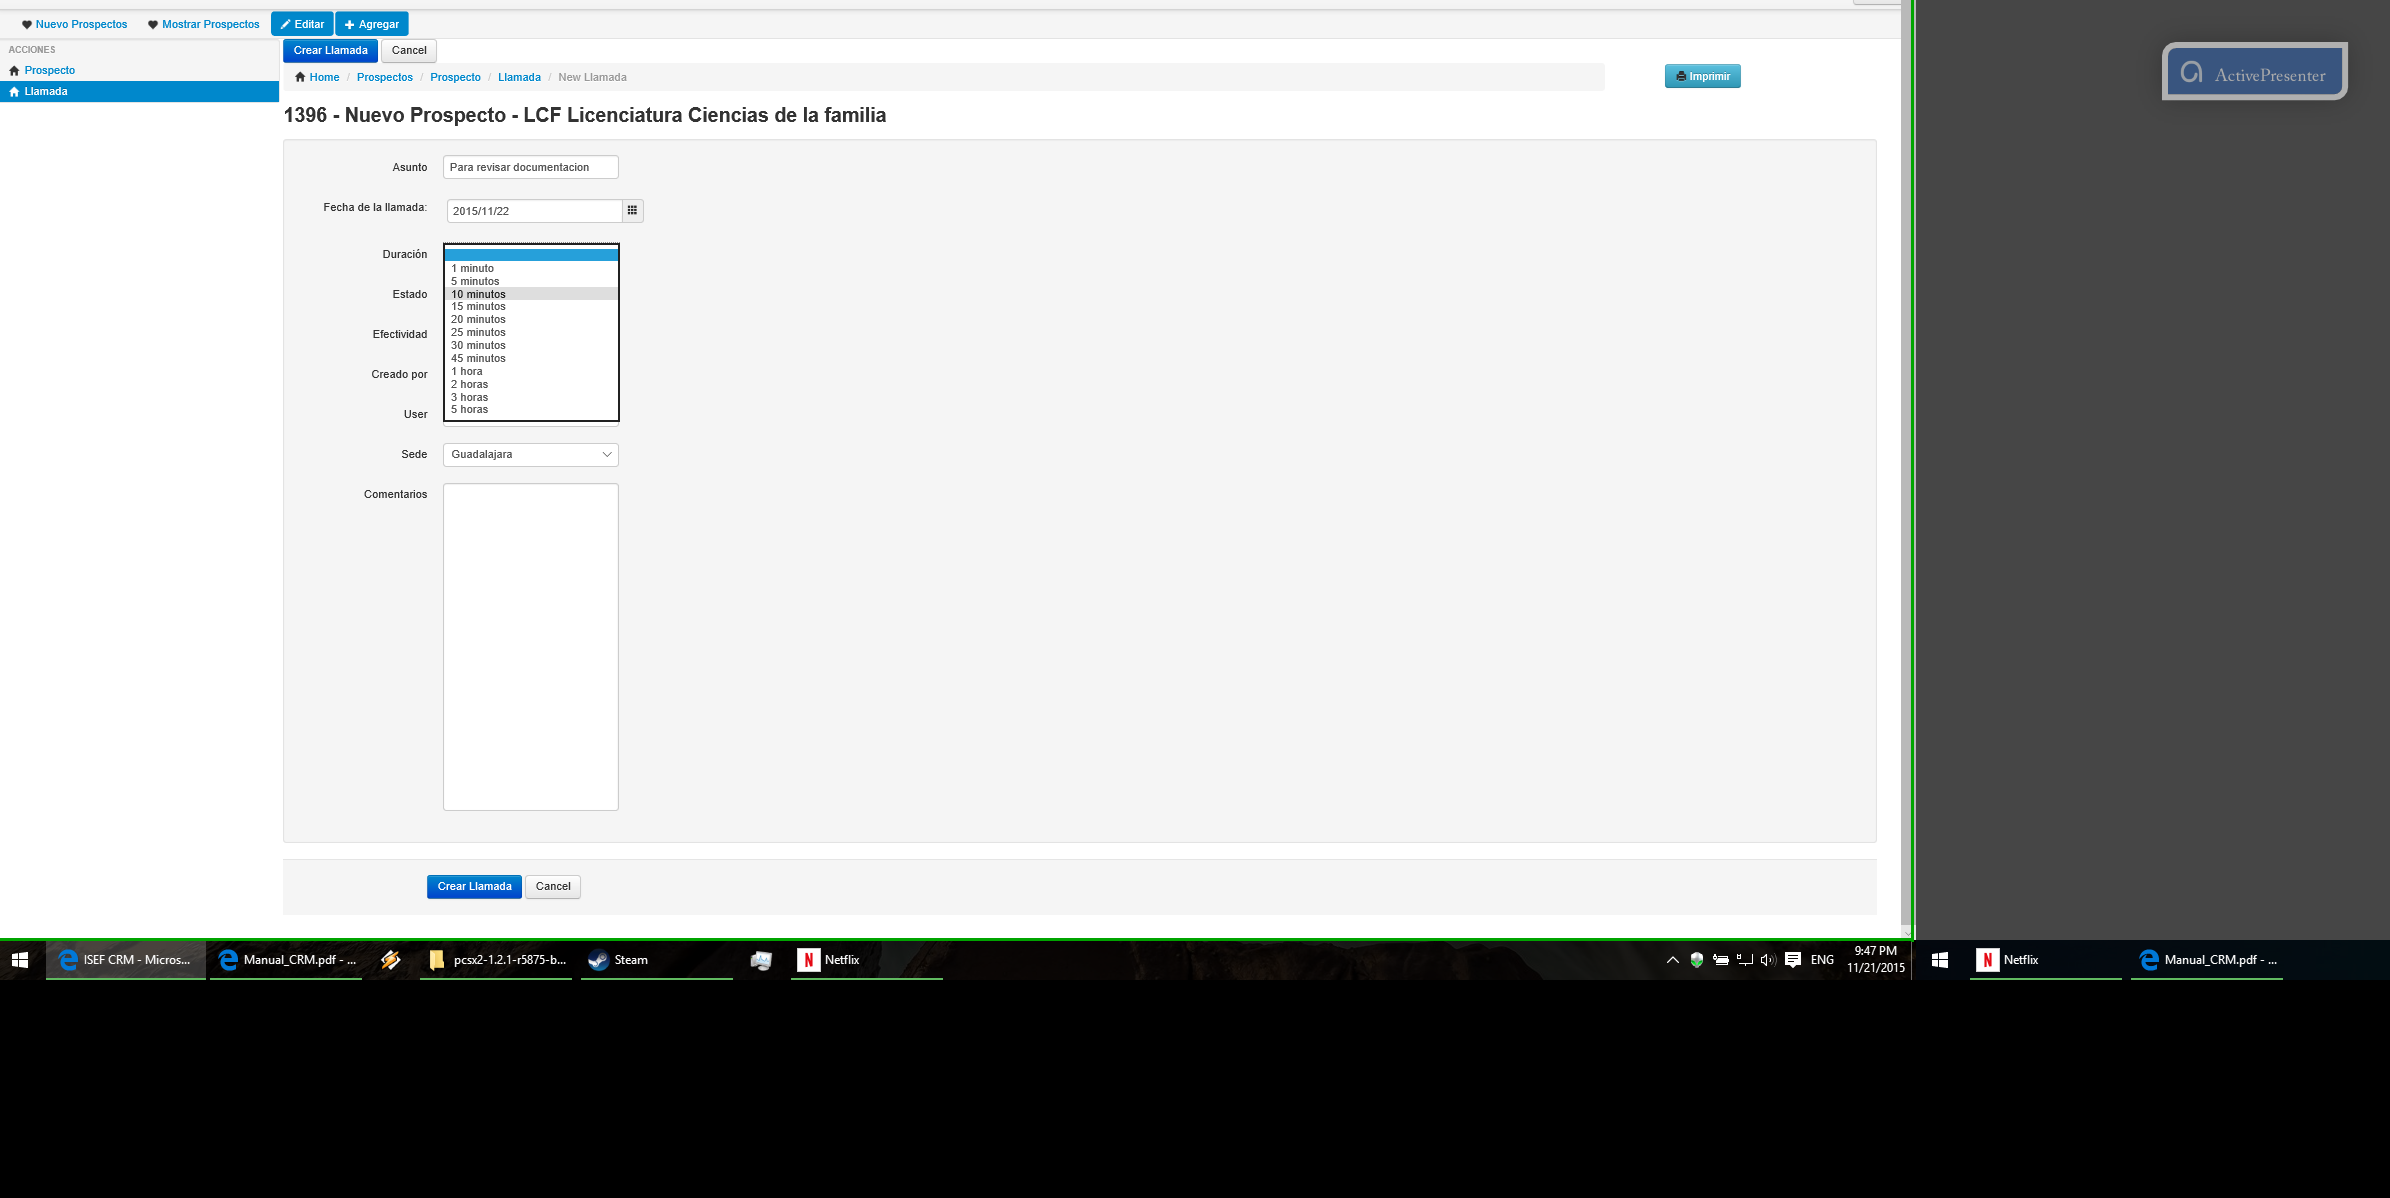 Nuevo Prospectos Mostrar Prospectos Editar Agregar
ACCIONES
Prospecto
Llamada
Crear Llamada Cancel
Home / Prospectos / Prospecto / Llamada / New Llamada
Imprimir
1396 - Nuevo Prospecto - LCF Licenciatura Ciencias de la familia
Asunto Para revisar documentacion
Fecha de la llamada: 2015/11/22
Duración
1 minuto
5 minutos
Estado
10 minutos
15 minutos
20 minutos
Efectividad
25 minutos
30 minutos
45 minutos
Creado por
1 hora
2 horas
3 horas
User
5 horas
Sede Guadalajara
Comentarios
Crear Llamada Cancel
ActivePresenter
ISEF CRM - Micros... Manual_CRM.pdf - ... pcsx2-1.2.1-r5875-b... Steam N Netflix ENG 9:47 PM
11/21/2015
N Netflix Manual_CRM.pdf - ...